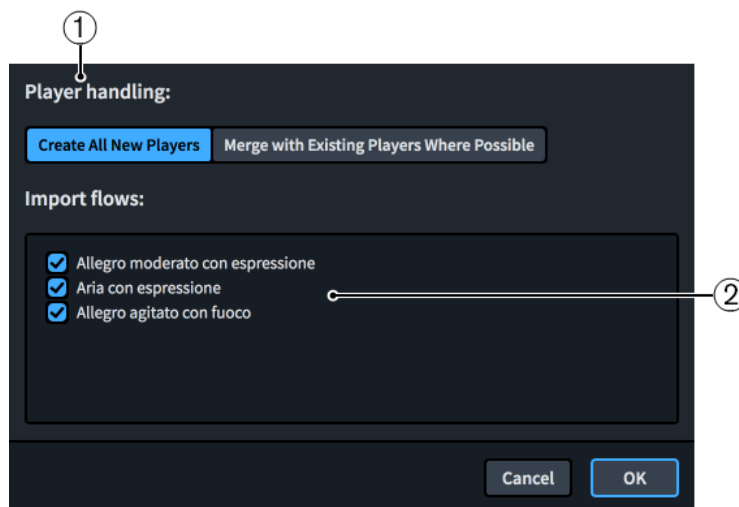 1
Player handling:
Create All New Players Merge with Existing Players Where Possible
Import flows:
Allegro moderato con espressione
Aria con espressione
2
Allegro agitato con fuoco
Cancel OK